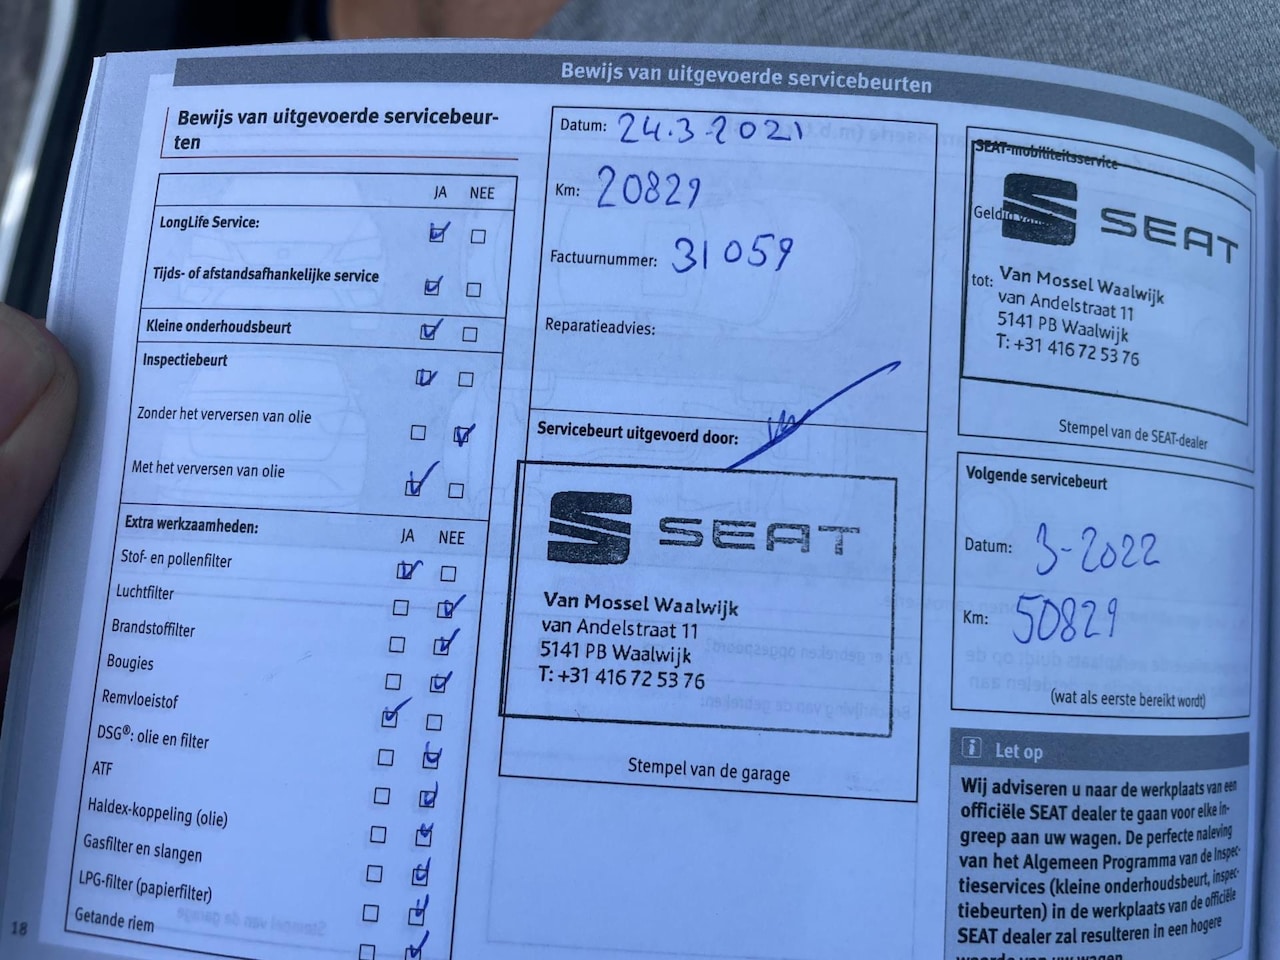 Bewijs van uitgevoerde servicebeurten
Bewijs van uitgevoerde servicebeur-
ten
JA NEE
LongLife Service:
Tijds- of afstandsafhankelijke service
Kleine onderhoudsbeurt
Inspectiebeurt
Zonder het verversen van olie
Met het verversen van olie
Extra werkzaamheden:
JA NEE
Stof- en pollenfilter
Luchtfilter
Brandstoffilter
Bougies
Remvloeistof
DSG®: olie en filter
ATF
Haldex-koppeling (olie)
Gasfilter en slangen
LPG-filter (papierfilter)
Getande riem
18
Datum: 24.3-2021
Km: 20829
Factuurnummer: 31059
Reparatieadvies:
Servicebeurt uitgevoerd door:
SEAT
Van Mossel Waalwijk
van Andelstraat 11
5141 PB Waalwijk
T: +31 416 72 53 76
Stempel van de garage
SEAT-mobiliteitsservice
SEAT
Geldig
tot:
Van Mossel Waalwijk
van Andelstraat 11
5141 PB Waalwijk
T: +31 416 72 53 76
Stempel van de SEAT-dealer
Volgende servicebeurt
Datum: 3-2022
Km: 50829
(wat als eerste bereikt wordt)
i Let op
Wij adviseren u naar de werkplaats van een
officiële SEAT dealer te gaan voor elke in-
greep aan uw wagen. De perfecte naleving
van het Algemeen Programma van de Inspec-
tieservices (kleine onderhoudsbeurt, inspec-
tiebeurten) in de werkplaats van de officiële
SEAT dealer zal resulteren in een hogere
waarde van uw wagen